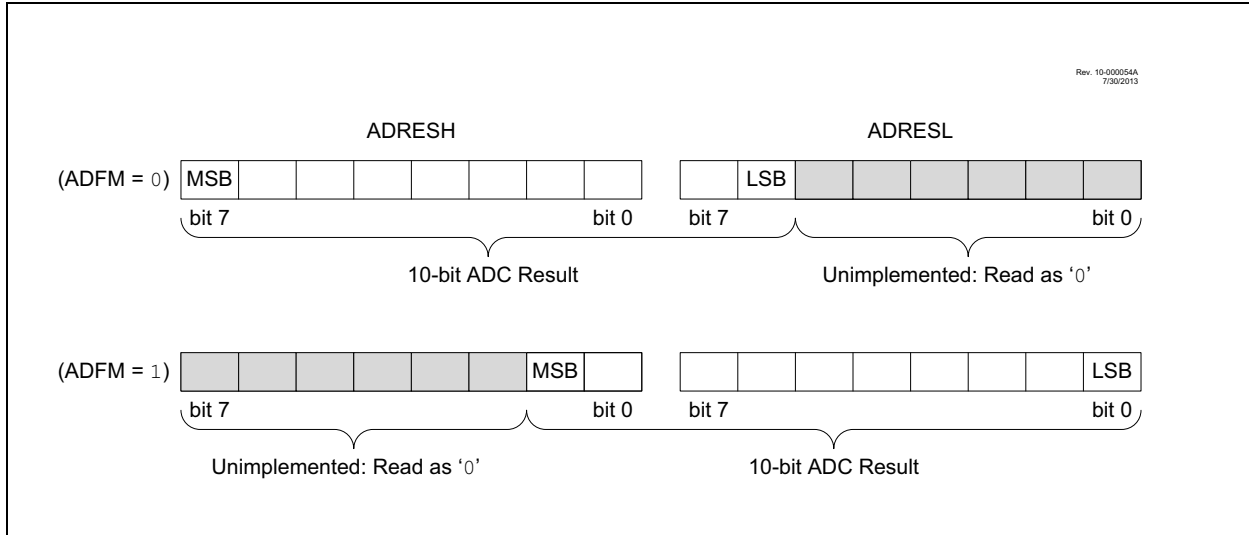 Rev. 10-000054A
7/30/2013
ADRESH ADRESL
(ADFM = 0) MSB LSB
bit 7 bit 0 bit 7 bit 0
10-bit ADC Result Unimplemented: Read as ‘0’
(ADFM = 1) MSB LSB
bit 7 bit 0 bit 7 bit 0
Unimplemented: Read as ‘0’ 10-bit ADC Result